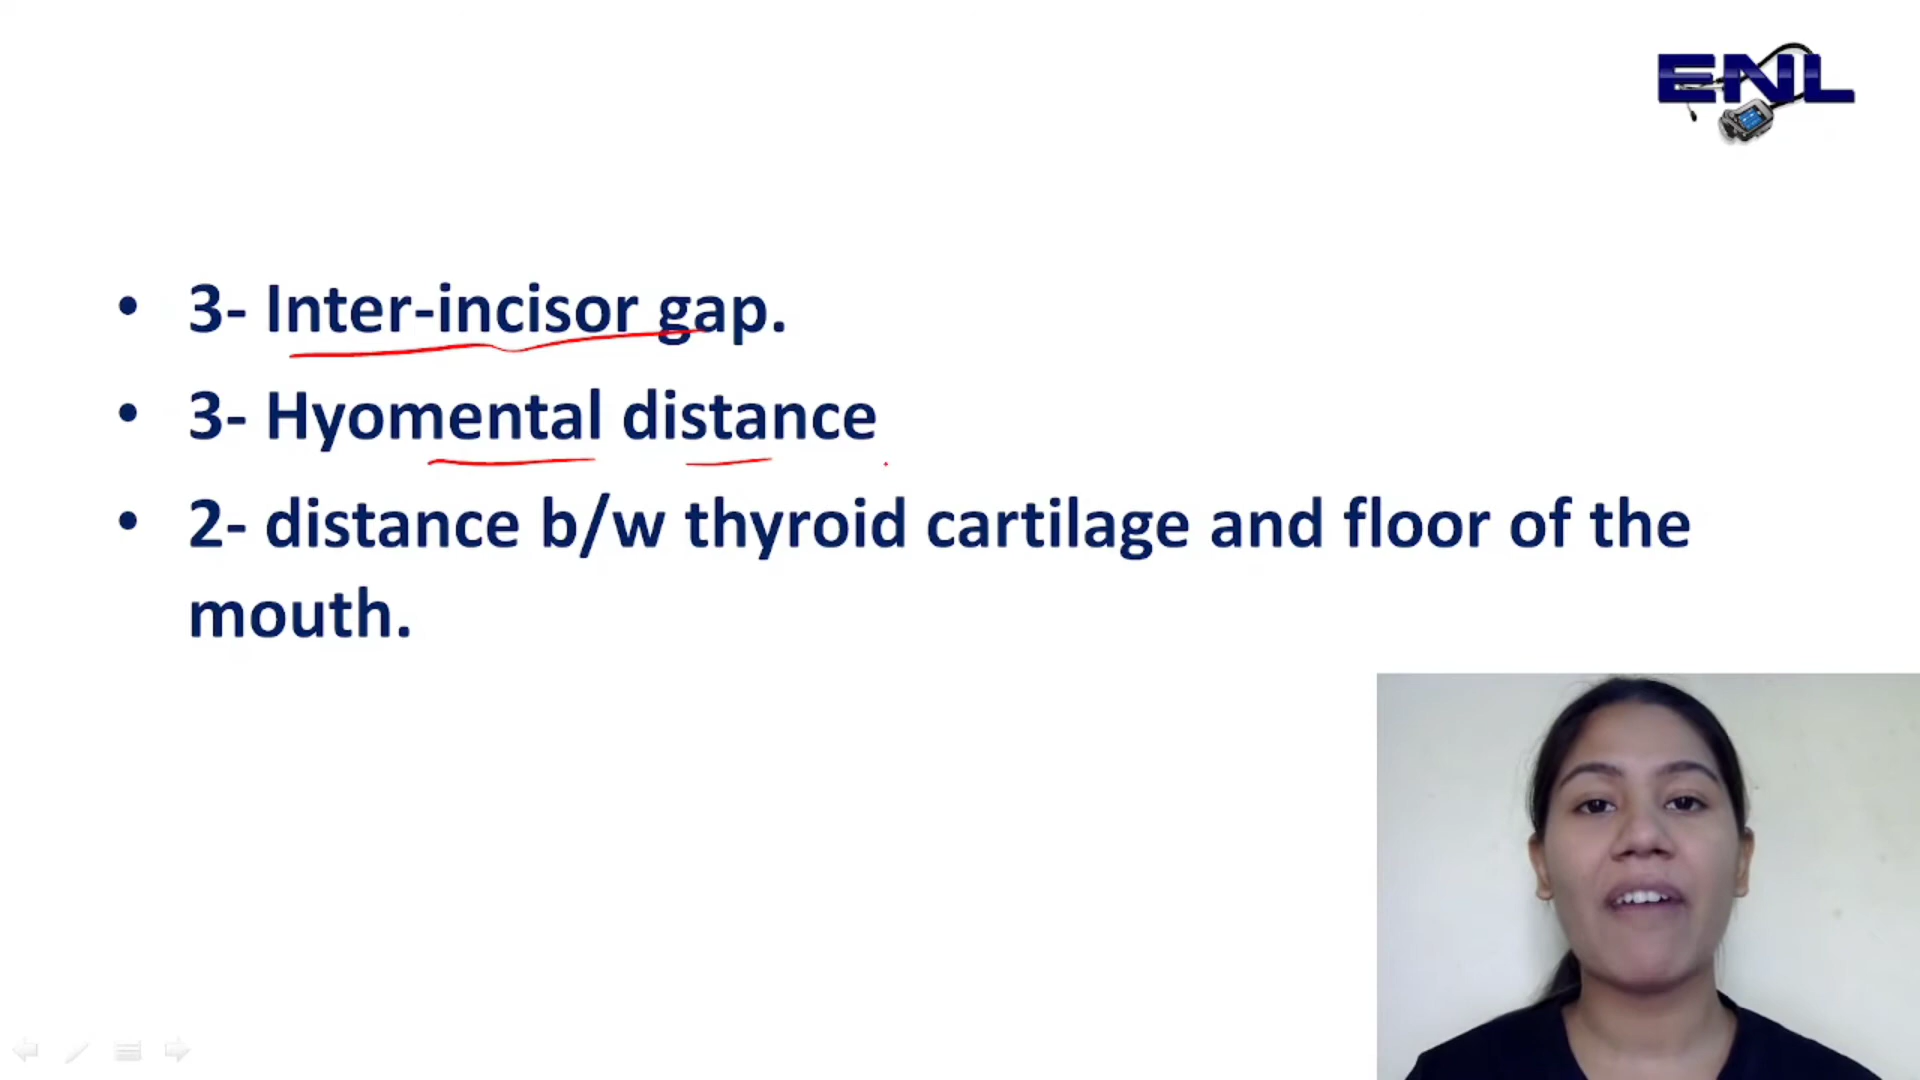 ENL
• 3- Inter-incisor gap.
• 3- Hyomental distance
• 2- distance b/w thyroid cartilage and floor of the
mouth.